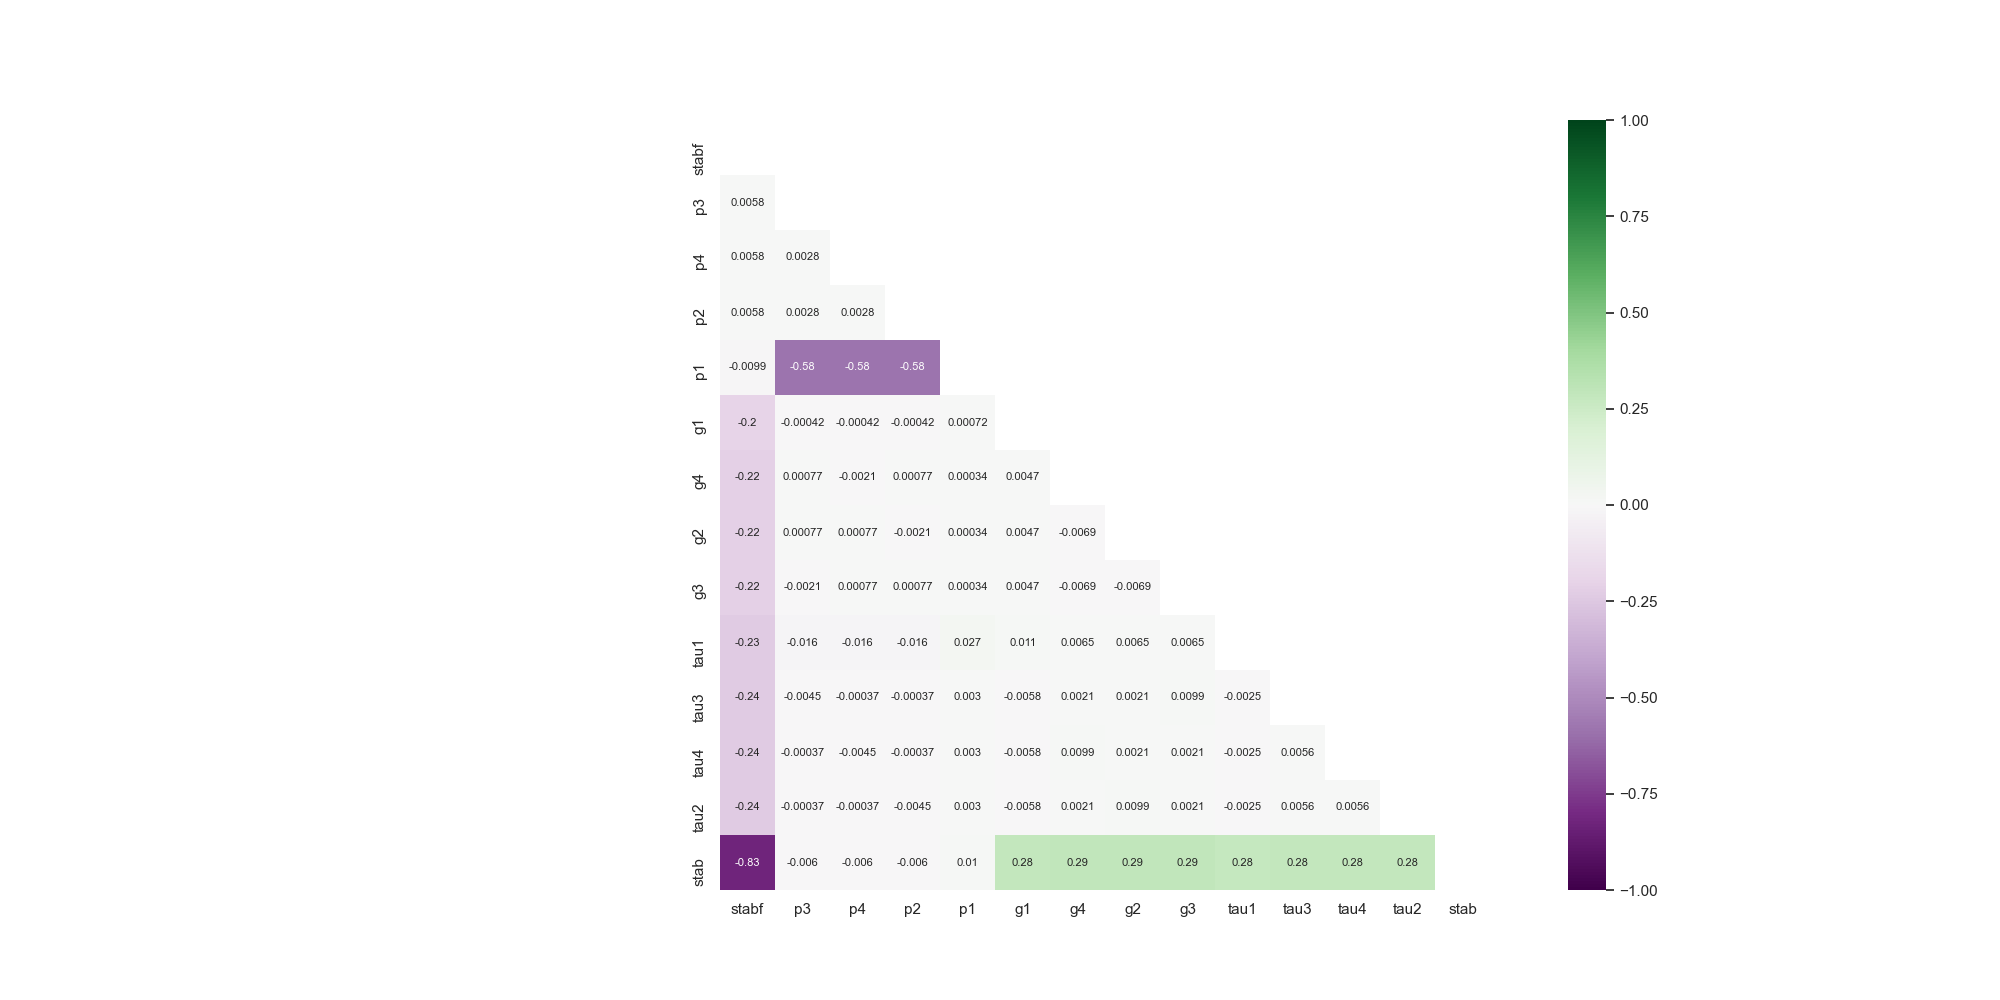 stabf
p3 0.0058
p4 0.0058 0.0028
p2 0.0058 0.0028 0.0028
p1 -0.0099 -0.58 -0.58 -0.58
g1 -0.2 -0.00042 -0.00042 -0.00042 0.00072
g4 -0.22 0.00077 -0.0021 0.00077 0.00034 0.0047
g2 -0.22 0.00077 0.00077 -0.0021 0.00034 0.0047 -0.0069
g3 -0.22 -0.0021 0.00077 0.00077 0.00034 0.0047 -0.0069 -0.0069
tau1 -0.23 -0.016 -0.016 -0.016 0.027 0.011 0.0065 0.0065 0.0065
tau3 -0.24 -0.0045 -0.00037 -0.00037 0.003 -0.0058 0.0021 0.0021 0.0099 -0.0025
tau4 -0.24 -0.00037 -0.0045 -0.00037 0.003 -0.0058 0.0099 0.0021 0.0021 -0.0025 0.0056
tau2 -0.24 -0.00037 -0.00037 -0.0045 0.003 -0.0058 0.0021 0.0099 0.0021 -0.0025 0.0056 0.0056
stab -0.83 -0.006 -0.006 -0.006 0.01 0.28 0.29 0.29 0.29 0.28 0.28 0.28 0.28
stabf p3 p4 p2 p1 g1 g4 g2 g3 tau1 tau3 tau4 tau2 stab
1.00
0.75
0.50
0.25
0.00
−0.25
−0.50
−0.75
−1.00